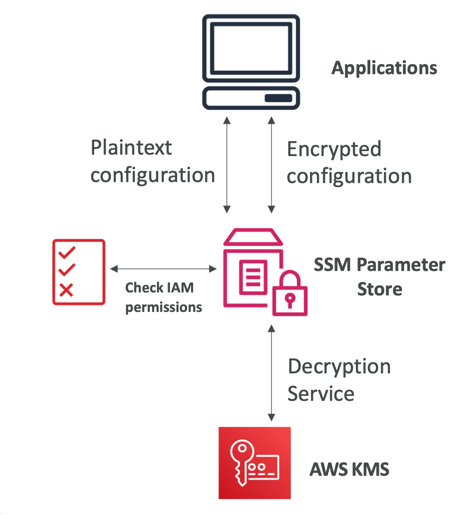 Applications
Plaintext
configuration
Encrypted
configuration
SSM Parameter
Store
Check IAM
permissions
Decryption
Service
AWS KMS